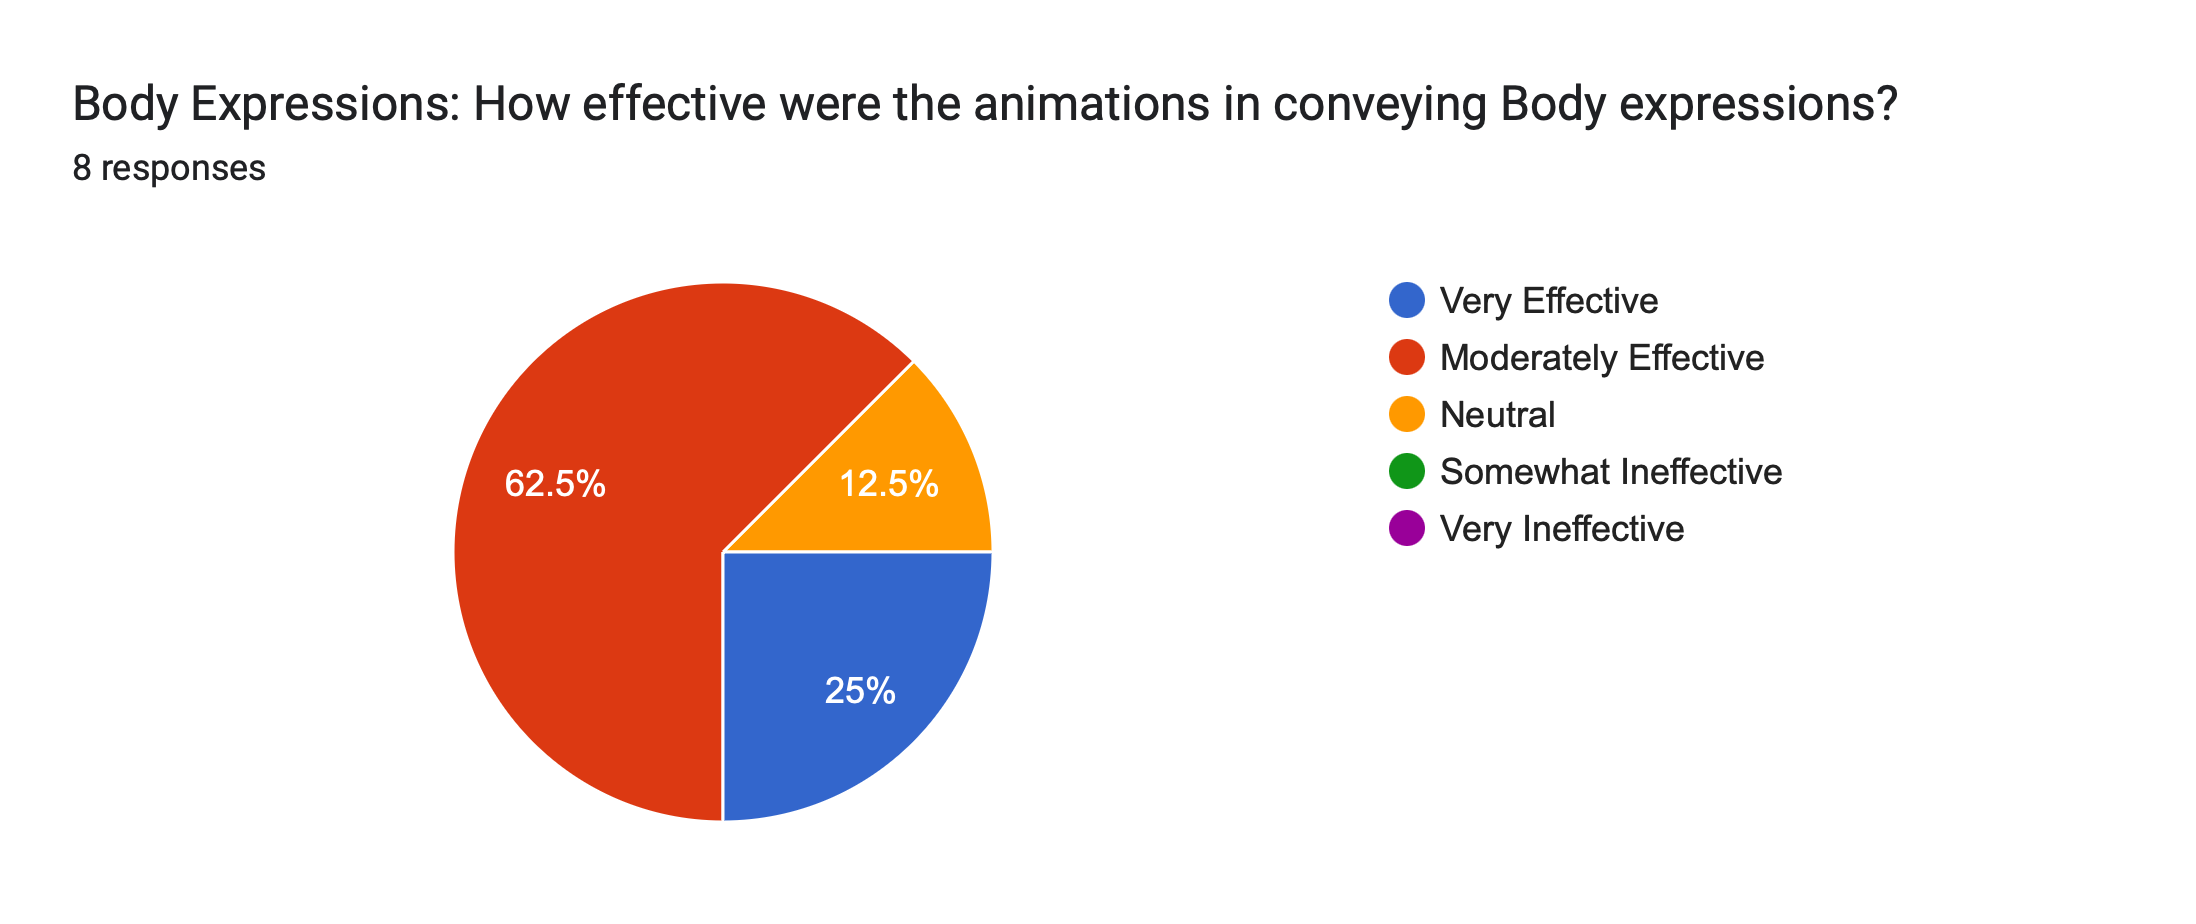 Body Expressions: How effective were the animations in conveying Body expressions?
8 responses
Very Effective
Moderately Effective
Neutral
Somewhat Ineffective
Very Ineffective
62.5%
12.5%
25%